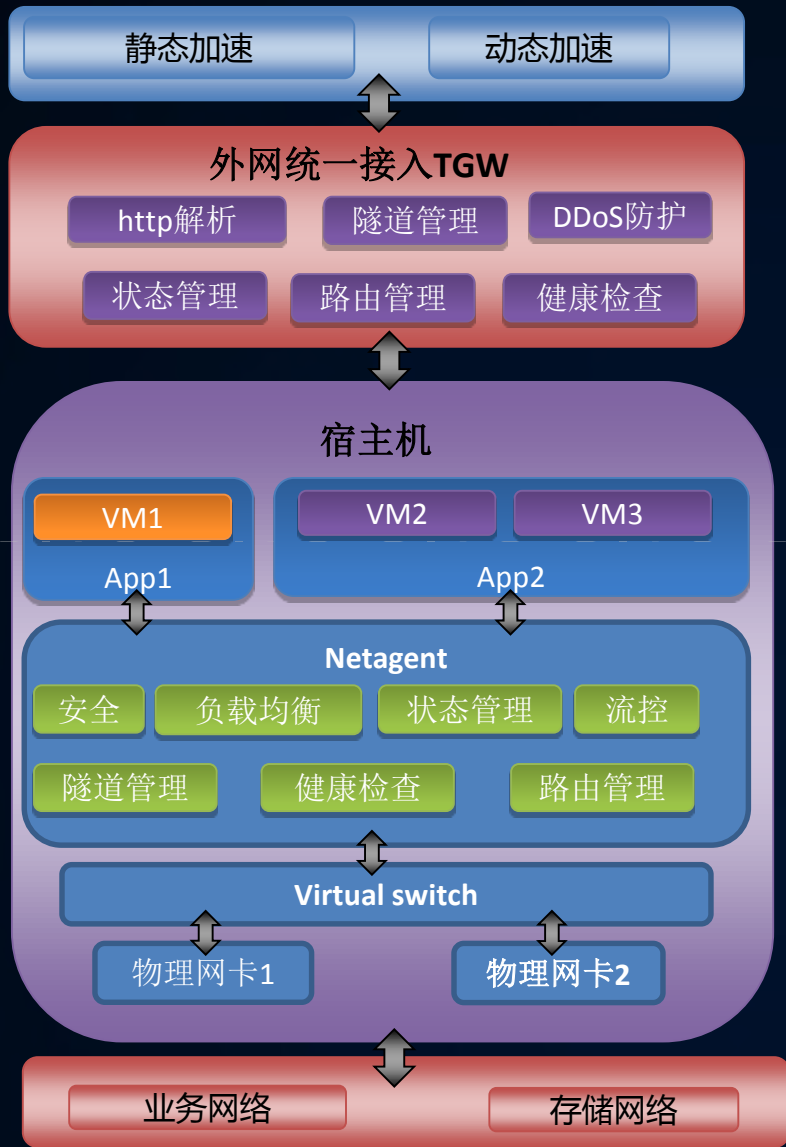 静态加速 动态加速
外网统一接入TGW
http解析 隧道管理 DDoS防护
状态管理 路由管理 健康检查
宿主机
VM1 VM2 VM3
App1 App2
Netagent
安全 负载均衡 状态管理 流控
隧道管理 健康检查 路由管理
Virtual switch
物理网卡1 物理网卡2
业务网络 存储网络